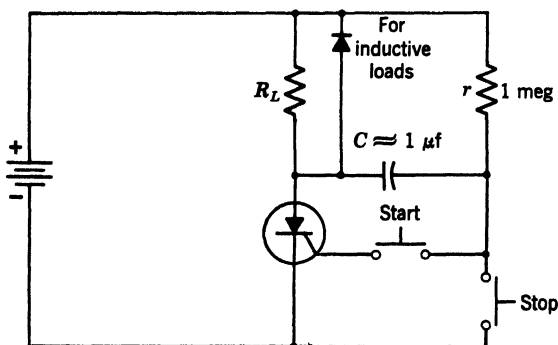 For
inductive
loads
R_L
r 1 meg
C ≈ 1 μf
+
−
Start
Stop